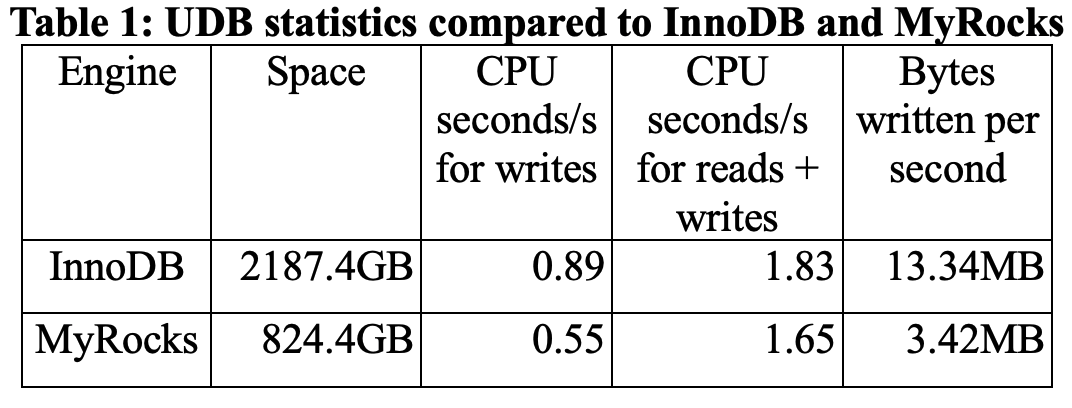 Table 1: UDB statistics compared to InnoDB and MyRocks
Engine Space CPU seconds/s for writes CPU seconds/s for reads + writes Bytes written per second
InnoDB 2187.4GB 0.89 1.83 13.34MB
MyRocks 824.4GB 0.55 1.65 3.42MB